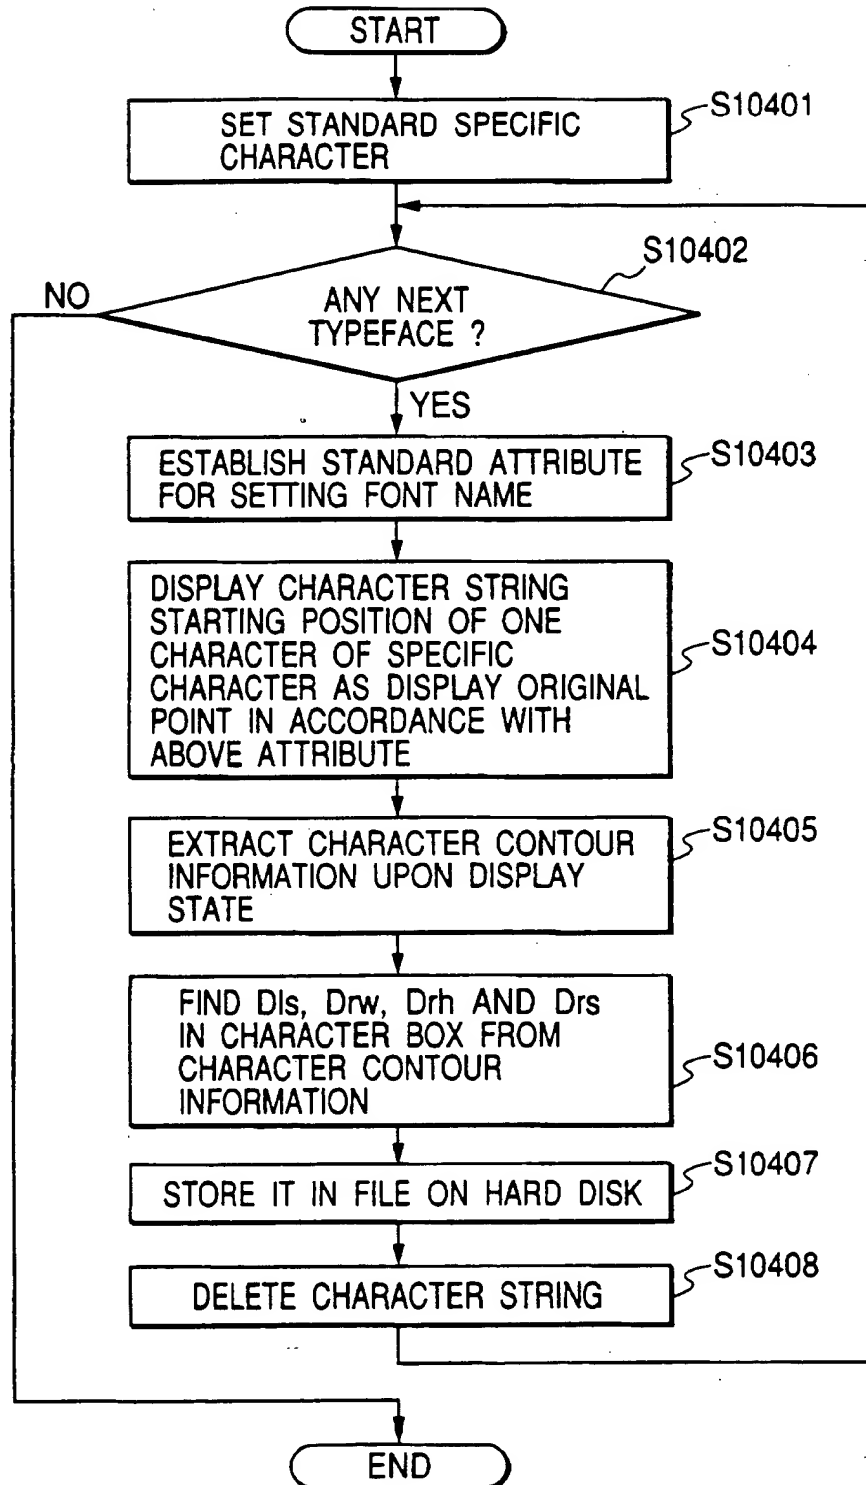 START
S10401
SET STANDARD SPECIFIC
CHARACTER
S10402
NO
ANY NEXT
TYPEFACE ?
YES
S10403
ESTABLISH STANDARD ATTRIBUTE
FOR SETTING FONT NAME
DISPLAY CHARACTER STRING
STARTING POSITION OF ONE
CHARACTER OF SPECIFIC
CHARACTER AS DISPLAY ORIGINAL
POINT IN ACCORDANCE WITH
ABOVE ATTRIBUTE
S10404
S10405
EXTRACT CHARACTER CONTOUR
INFORMATION UPON DISPLAY
STATE
FIND Dls, Drw, Drh AND Drs
IN CHARACTER BOX FROM
CHARACTER CONTOUR
INFORMATION
S10406
S10407
STORE IT IN FILE ON HARD DISK
S10408
DELETE CHARACTER STRING
END